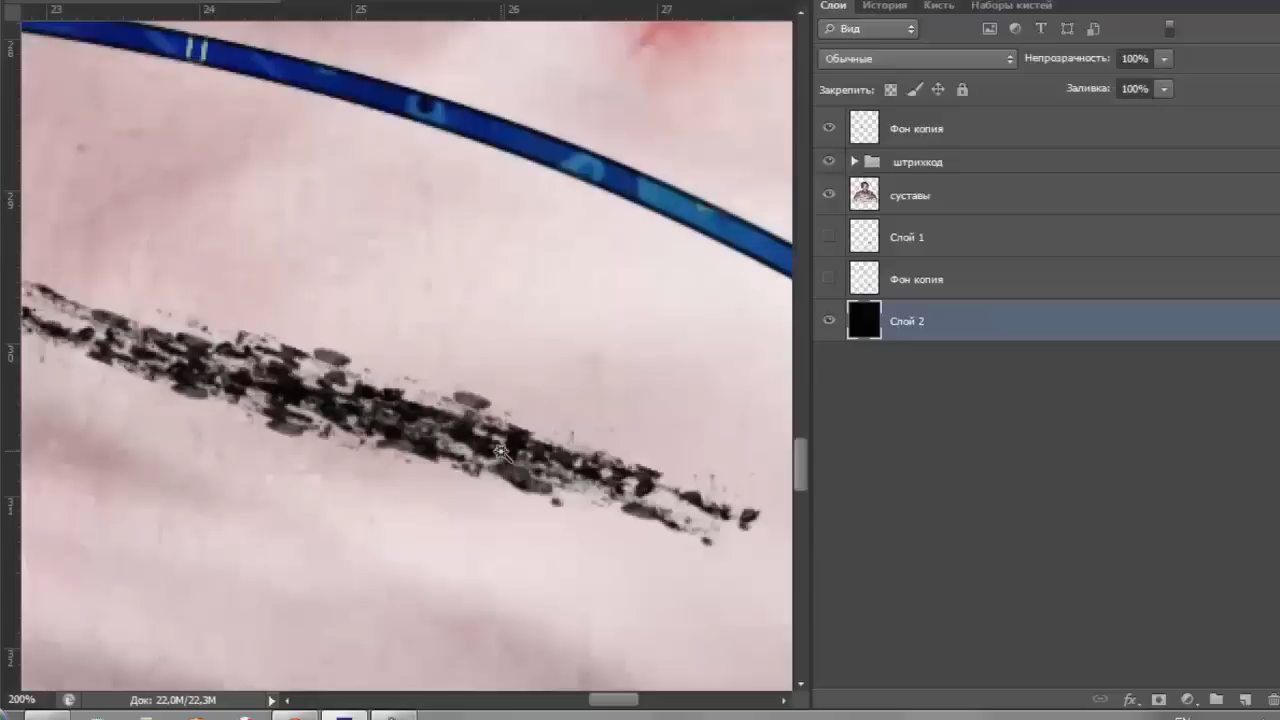 23 24 25 26 27
Слои История Кисть Наборы кистей
Вид
Обычные Непрозрачность: 100%
Закрепить: Заливка: 100%
Фон копия
штрихкод
суставы
Слой 1
Фон копия
Слой 2
200% Док: 22,0M/22,3M